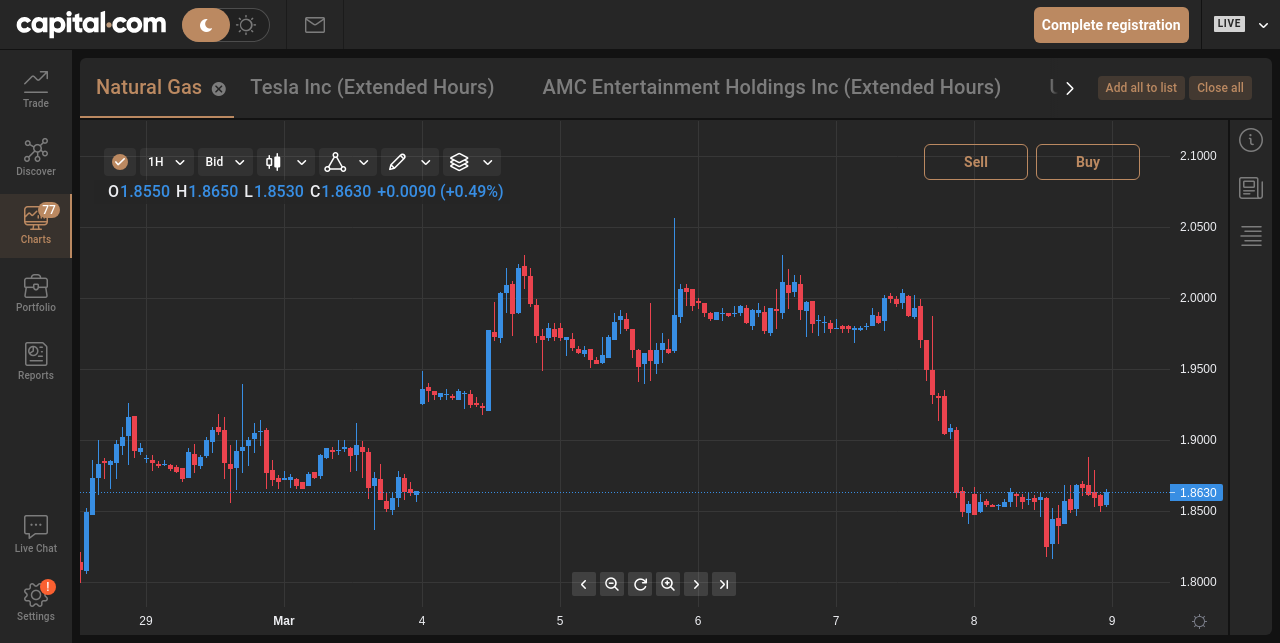 capital.com
Complete registration
LIVE
Trade
Discover
77
Charts
Portfolio
Reports
Live Chat
!
Settings
Natural Gas
Tesla Inc (Extended Hours)
AMC Entertainment Holdings Inc (Extended Hours)
Add all to list
Close all
1H
Bid
Sell
Buy
O1.8550 H1.8650 L1.8530 C1.8630 +0.0090 (+0.49%)
2.1000
2.0500
2.0000
1.9500
1.9000
1.8630
1.8500
1.8000
29 Mar 4 5 6 7 8 9